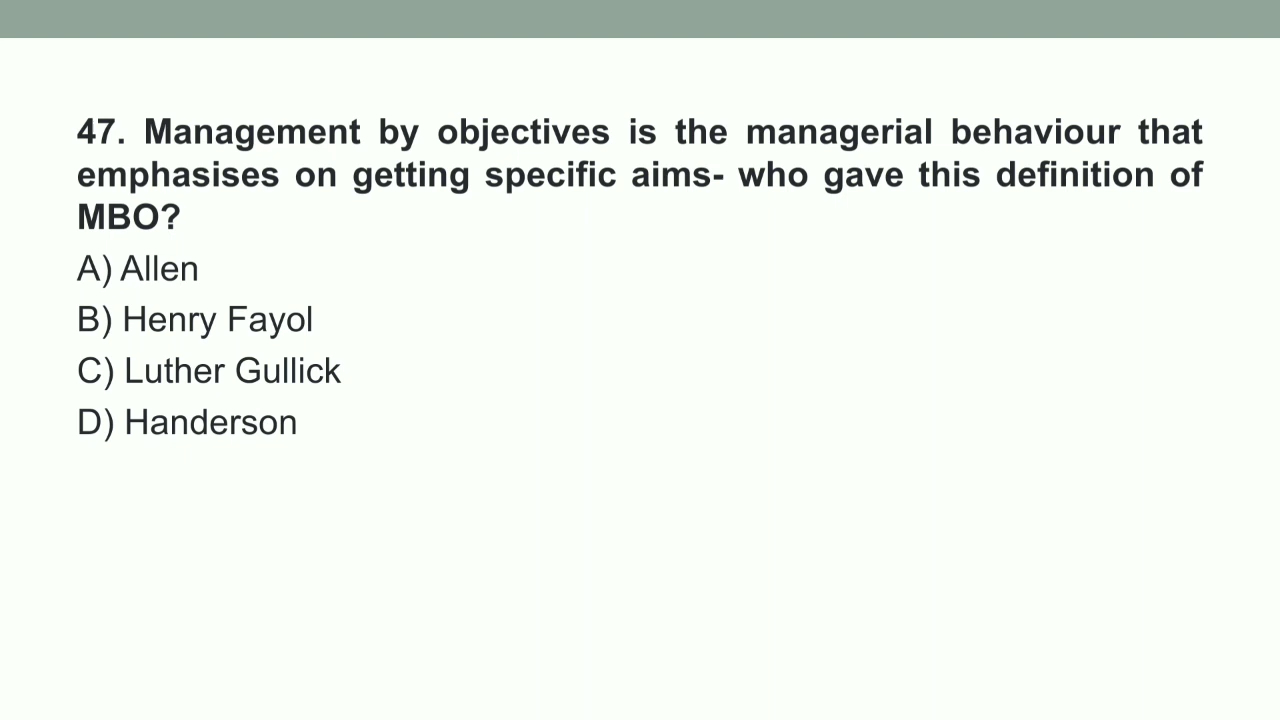 47. Management by objectives is the managerial behaviour that
emphasises on getting specific aims- who gave this definition of
MBO?
A) Allen
B) Henry Fayol
C) Luther Gullick
D) Handerson